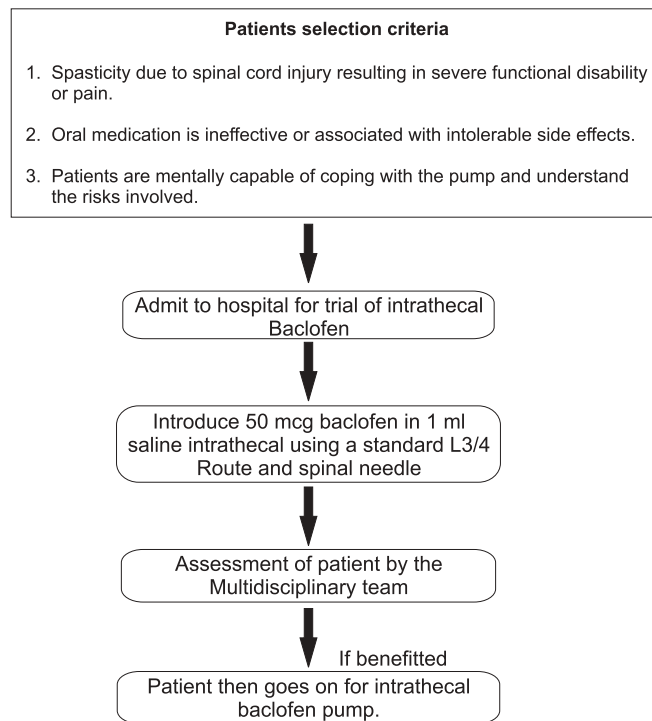 Patients selection criteria
1. Spasticity due to spinal cord injury resulting in severe functional disability
or pain.
2. Oral medication is ineffective or associated with intolerable side effects.
3. Patients are mentally capable of coping with the pump and understand
the risks involved.
Admit to hospital for trial of intrathecal
Baclofen
Introduce 50 mcg baclofen in 1 ml
saline intrathecal using a standard L3/4
Route and spinal needle
Assessment of patient by the
Multidisciplinary team
If benefitted
Patient then goes on for intrathecal
baclofen pump.